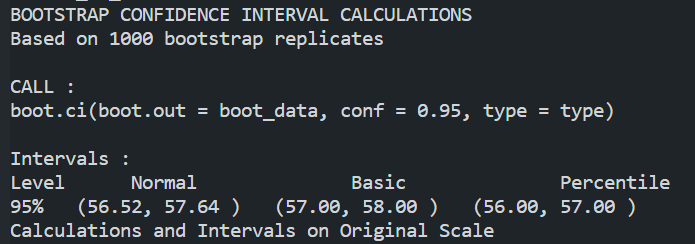 BOOTSTRAP CONFIDENCE INTERVAL CALCULATIONS
Based on 1000 bootstrap replicates
CALL :
boot.ci(boot.out = boot_data, conf = 0.95, type = type)
Intervals :
Level      Normal              Basic              Percentile
95%   (56.52, 57.64 )   (57.00, 58.00 )   (56.00, 57.00 )
Calculations and Intervals on Original Scale